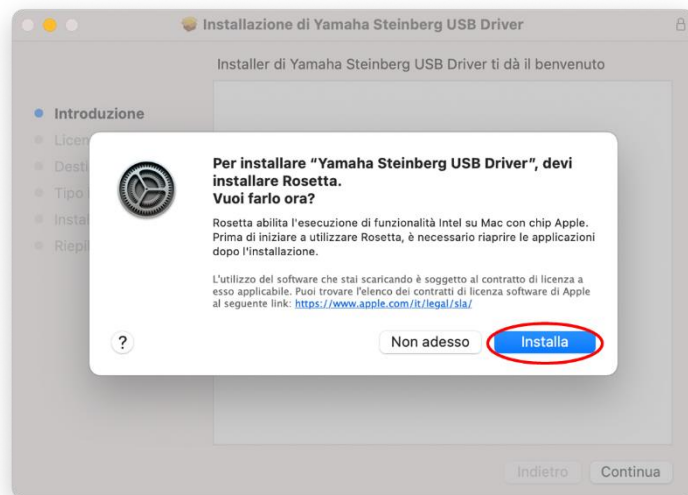 Installazione di Yamaha Steinberg USB Driver
Installer di Yamaha Steinberg USB Driver ti dà il benvenuto
Introduzione
Per installare “Yamaha Steinberg USB Driver”, devi
installare Rosetta.
Vuoi farlo ora?
Rosetta abilita l'esecuzione di funzionalità Intel su Mac con chip Apple.
Prima di iniziare a utilizzare Rosetta, è necessario riaprire le applicazioni
dopo l'installazione.
L'utilizzo del software che stai scaricando è soggetto al contratto di licenza a
esso applicabile. Puoi trovare l'elenco dei contratti di licenza software di Apple
al seguente link: https://www.apple.com/it/legal/sla/
? Non adesso Installa
Indietro Continua